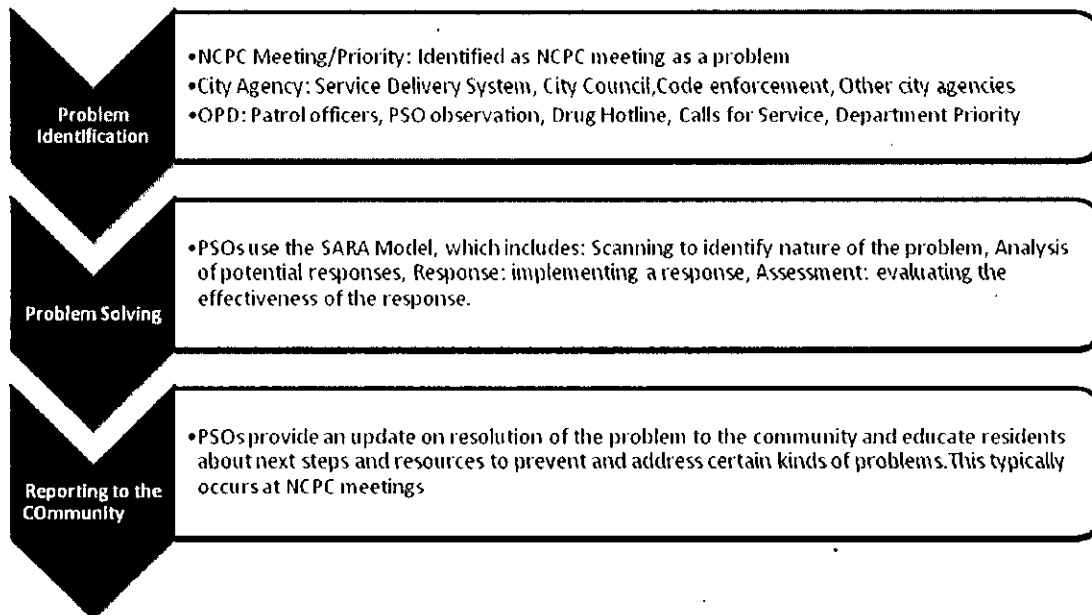 Problem
Identification
•NCPC Meeting/Priority: Identified as NCPC meeting as a problem
•City Agency: Service Delivery System, City Council,Code enforcement, Other city agencies
•OPD: Patrol officers, PSO observation, Drug Hotline, Calls for Service, Department Priority
Problem Solving
•PSOs use the SARA Model, which includes: Scanning to identify nature of the problem, Analysis
of potential responses, Response: implementing a response, Assessment: evaluating the
effectiveness of the response.
Reporting to the
COmmunity
•PSOs provide an update on resolution of the problem to the community and educate residents
about next steps and resources to prevent and address certain kinds of problems.This typically
occurs at NCPC meetings